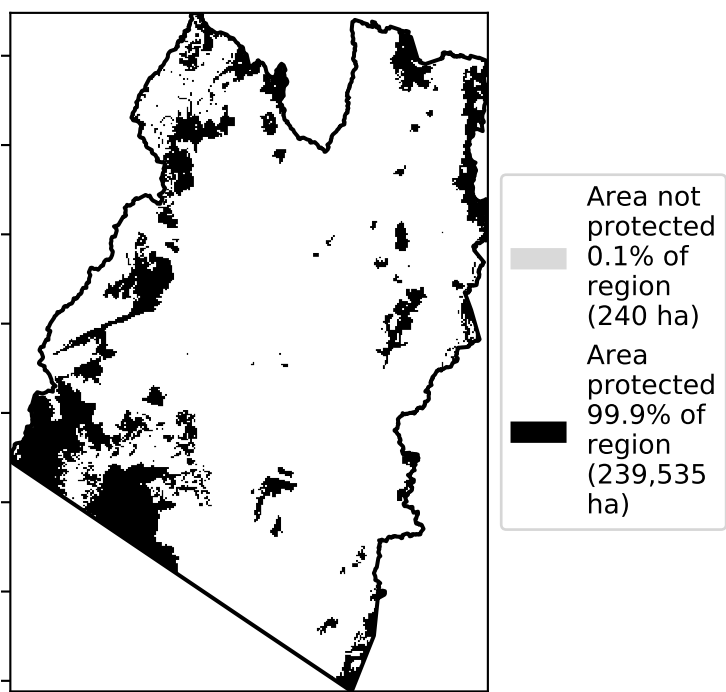 Area not
protected
0.1% of
region
(240 ha)
Area
protected
99.9% of
region
(239,535
ha)